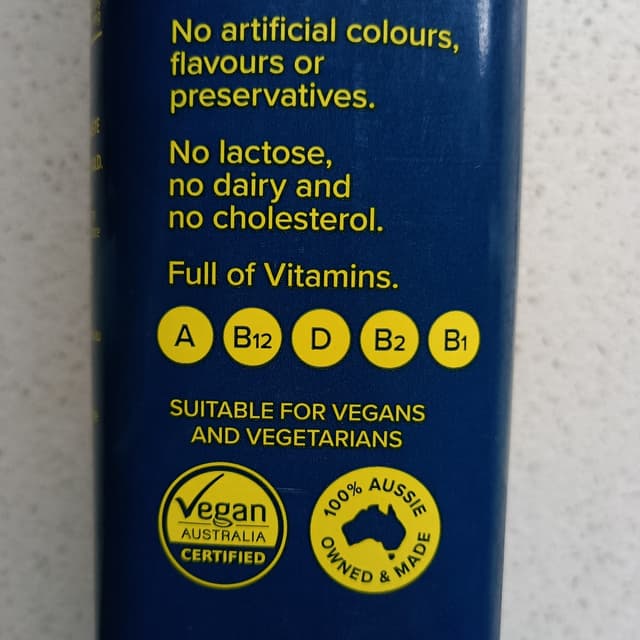 No artificial colours,
flavours or
preservatives.
No lactose,
no dairy and
no cholesterol.
Full of Vitamins.
A B12 D B2 B1
SUITABLE FOR VEGANS
AND VEGETARIANS
Vegan
AUSTRALIA
CERTIFIED
100% AUSSIE
OWNED & MADE